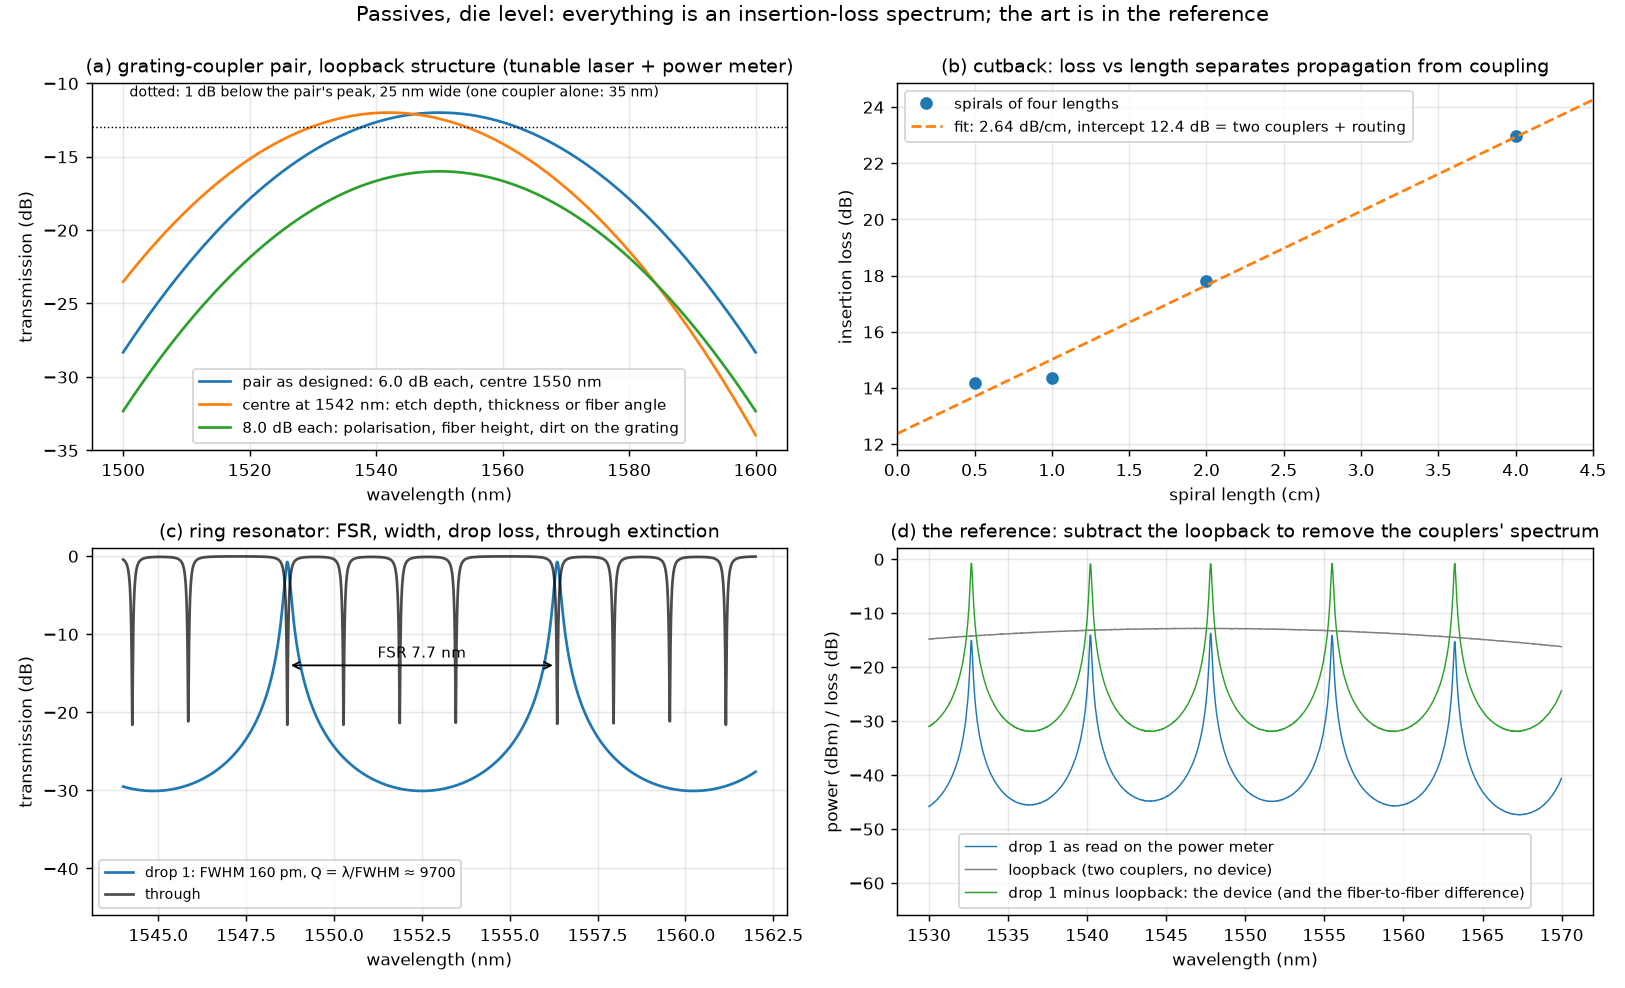 Passives, die level: everything is an insertion-loss spectrum; the art is in the reference
(a) grating-coupler pair, loopback structure (tunable laser + power meter)
dotted: 1 dB below the pair's peak, 25 nm wide (one coupler alone: 35 nm)
−10
−15
−20
−25
−30
−35
transmission (dB)
pair as designed: 6.0 dB each, centre 1550 nm
centre at 1542 nm: etch depth, thickness or fiber angle
8.0 dB each: polarisation, fiber height, dirt on the grating
1500 1520 1540 1560 1580 1600
wavelength (nm)
(b) cutback: loss vs length separates propagation from coupling
spirals of four lengths
fit: 2.64 dB/cm, intercept 12.4 dB = two couplers + routing
24
22
20
18
16
14
12
insertion loss (dB)
0.0 0.5 1.0 1.5 2.0 2.5 3.0 3.5 4.0 4.5
spiral length (cm)
(c) ring resonator: FSR, width, drop loss, through extinction
0
−10
−20
−30
−40
transmission (dB)
FSR 7.7 nm
drop 1: FWHM 160 pm, Q = λ/FWHM ≈ 9700
through
1545.0 1547.5 1550.0 1552.5 1555.0 1557.5 1560.0 1562.5
wavelength (nm)
(d) the reference: subtract the loopback to remove the couplers' spectrum
0
−10
−20
−30
−40
−50
−60
power (dBm) / loss (dB)
drop 1 as read on the power meter
loopback (two couplers, no device)
drop 1 minus loopback: the device (and the fiber-to-fiber difference)
1530 1535 1540 1545 1550 1555 1560 1565 1570
wavelength (nm)